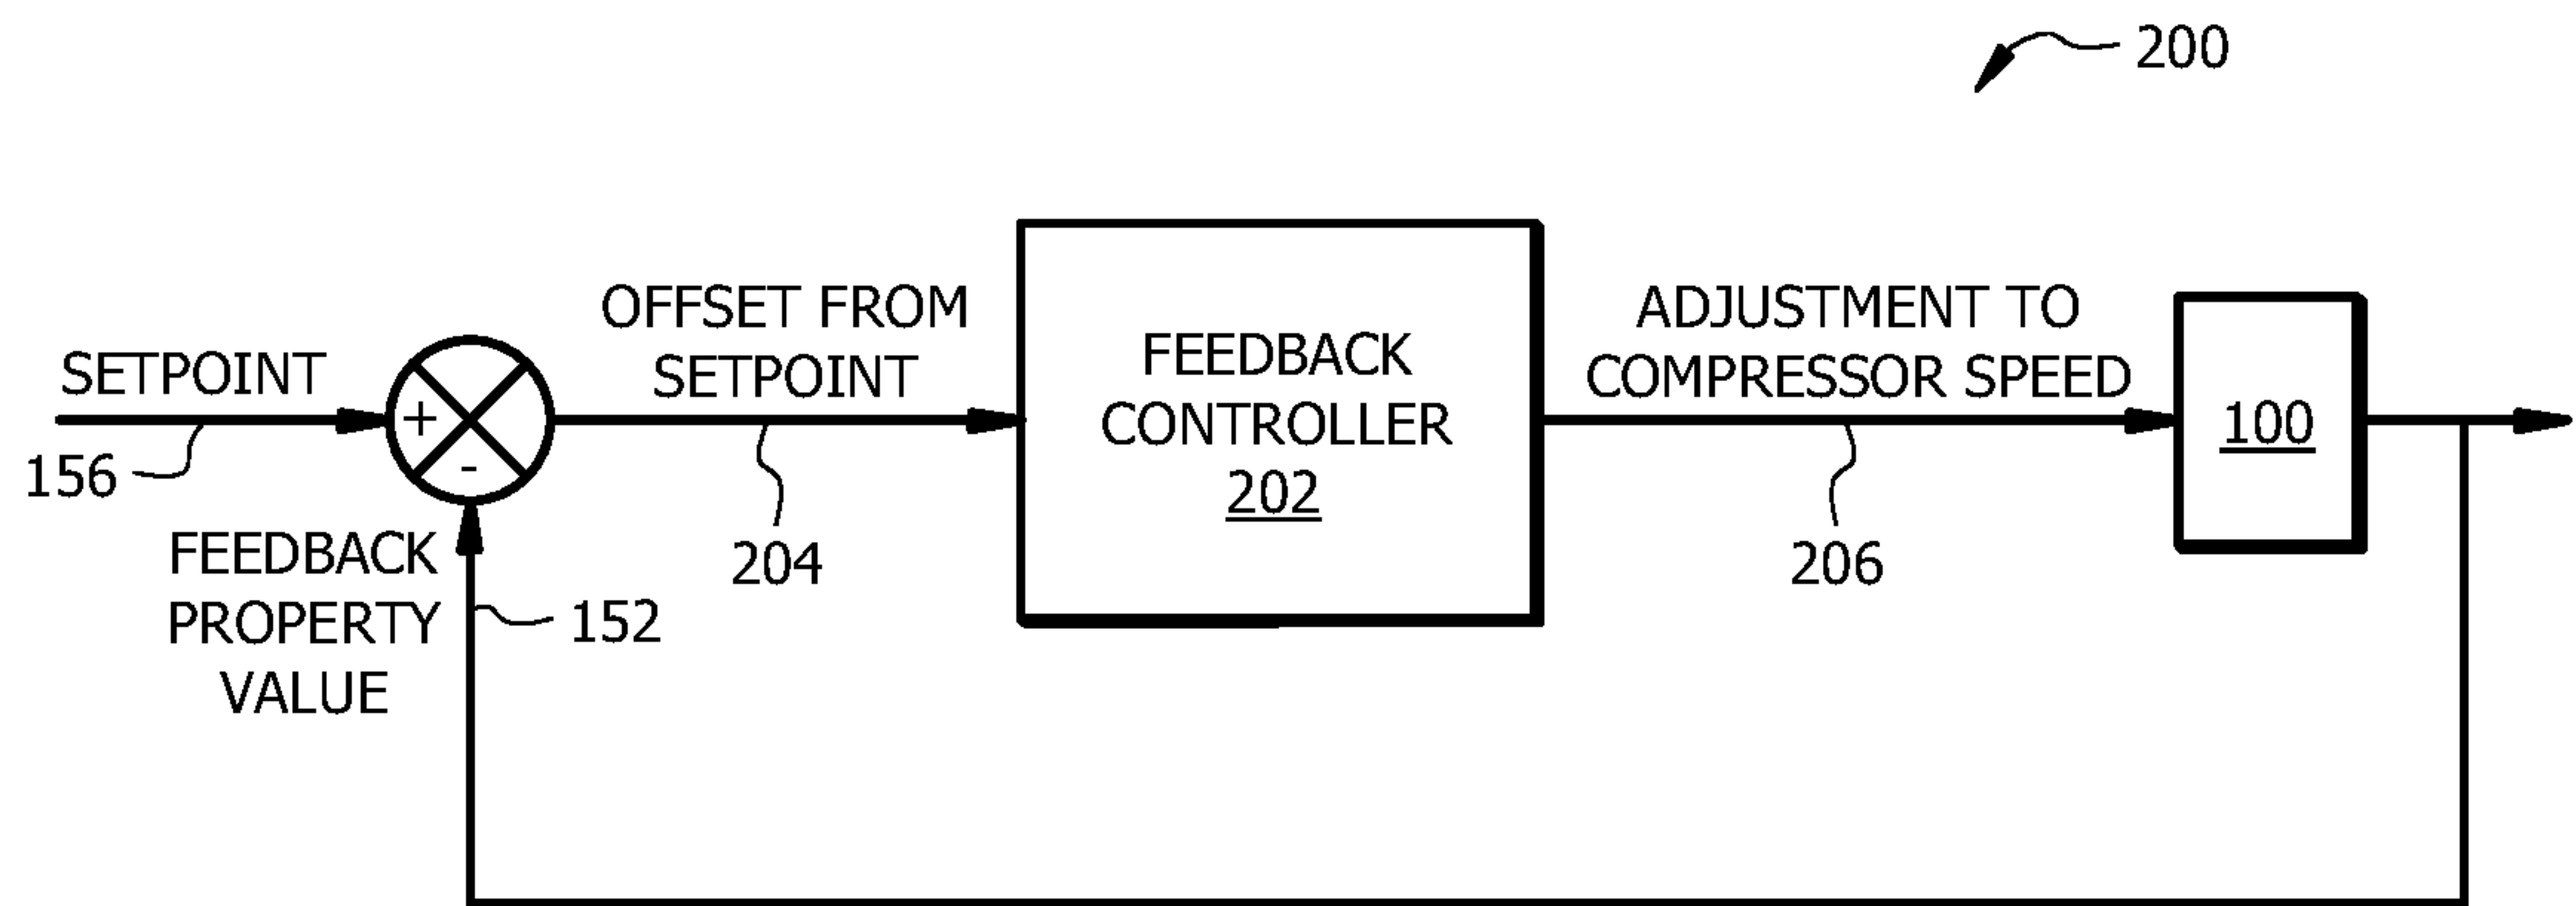 200
SETPOINT
156
+
-
FEEDBACK
PROPERTY
VALUE
152
OFFSET FROM
SETPOINT
204
FEEDBACK
CONTROLLER
202
ADJUSTMENT TO
COMPRESSOR SPEED
206
100